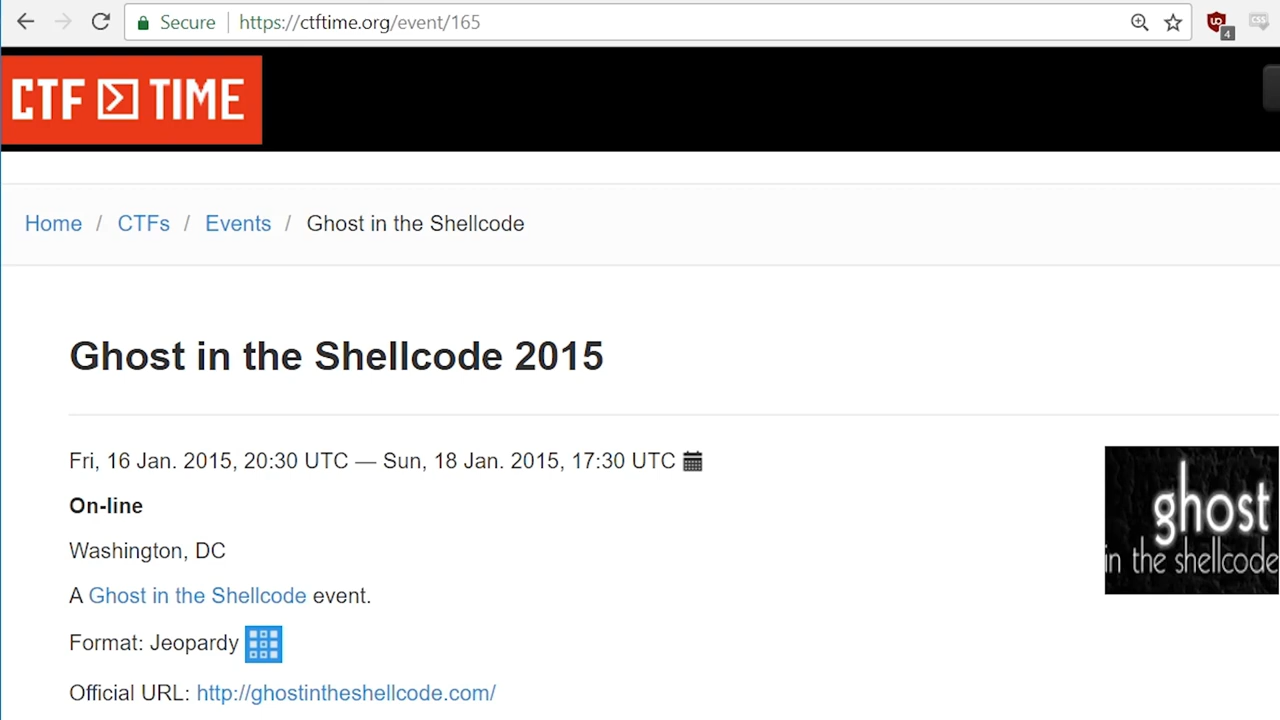 Secure https://ctftime.org/event/165
4
CSS
CTF TIME
Home / CTFs / Events / Ghost in the Shellcode
Ghost in the Shellcode 2015
Fri, 16 Jan. 2015, 20:30 UTC — Sun, 18 Jan. 2015, 17:30 UTC
On-line
Washington, DC
A Ghost in the Shellcode event.
Format: Jeopardy
Official URL: http://ghostintheshellcode.com/
ghost
in the shellcode